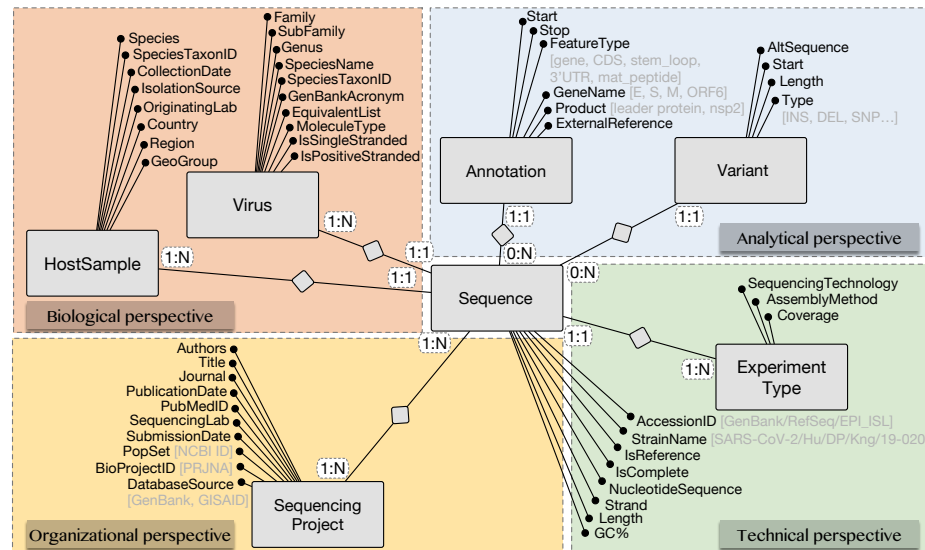 Species
SpeciesTaxonID
CollectionDate
IsolationSource
OriginatingLab
Country
Region
GeoGroup
HostSample
1:N
Family
SubFamily
Genus
SpeciesName
SpeciesTaxonID
GenBankAcronym
EquivalentList
MoleculeType
IsSingleStranded
IsPositiveStranded
Virus
1:N
1:1
1:1
Biological perspective
Start
Stop
FeatureType
[gene, CDS, stem_loop,
3'UTR, mat_peptide]
GeneName [E, S, M, ORF6]
Product [leader protein, nsp2]
ExternalReference
Annotation
1:1
0:N
AltSequence
Start
Length
Type
[INS, DEL, SNP...]
Variant
1:1
0:N
Analytical perspective
Sequence
1:N
1:1
SequencingTechnology
AssemblyMethod
Coverage
1:N
Experiment
Type
AccessionID [GenBank/RefSeq/EPI_ISL]
StrainName [SARS-CoV-2/Hu/DP/Kng/19-020
IsReference
IsComplete
NucleotideSequence
Strand
Length
GC%
Technical perspective
Authors
Title
Journal
PublicationDate
PubMedID
SequencingLab
SubmissionDate
PopSet [NCBI ID]
BioProjectID [PRJNA]
DatabaseSource
[GenBank, GISAID]
1:N
Sequencing
Project
Organizational perspective